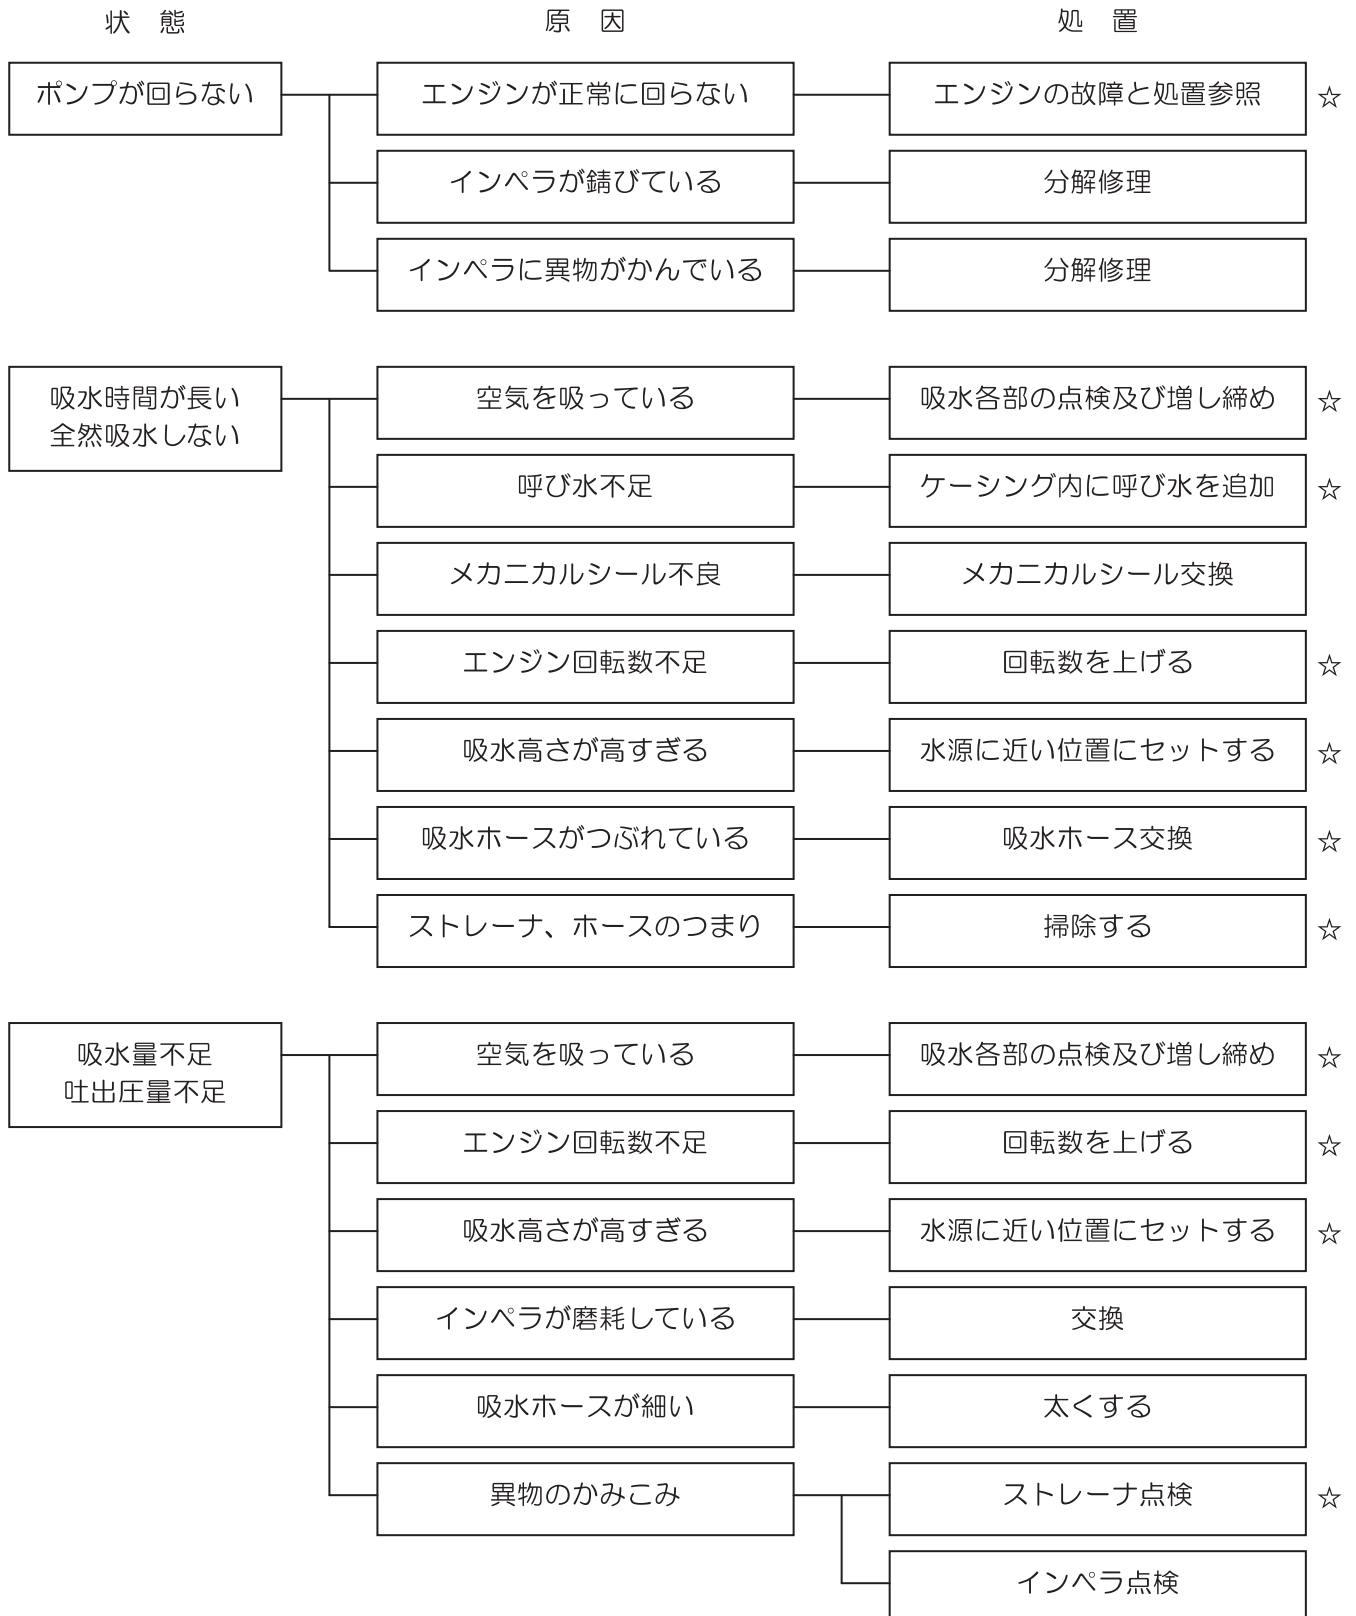 状　態　原　因　処　置
ポンプが回らない　エンジンが正常に回らない　エンジンの故障と処置参照　☆
インペラが錆びている　分解修理
インペラに異物がかんでいる　分解修理
吸水時間が長い　空気を吸っている　吸水各部の点検及び増し締め　☆
全然吸水しない
呼び水不足　ケーシング内に呼び水を追加　☆
メカニカルシール不良　メカニカルシール交換
エンジン回転数不足　回転数を上げる　☆
吸水高さが高すぎる　水源に近い位置にセットする　☆
吸水ホースがつぶれている　吸水ホース交換　☆
ストレーナ、ホースのつまり　掃除する　☆
吸水量不足　空気を吸っている　吸水各部の点検及び増し締め　☆
吐出圧量不足
エンジン回転数不足　回転数を上げる　☆
吸水高さが高すぎる　水源に近い位置にセットする　☆
インペラが磨耗している　交換
吸水ホースが細い　太くする
異物のかみこみ　ストレーナ点検　☆
インペラ点検